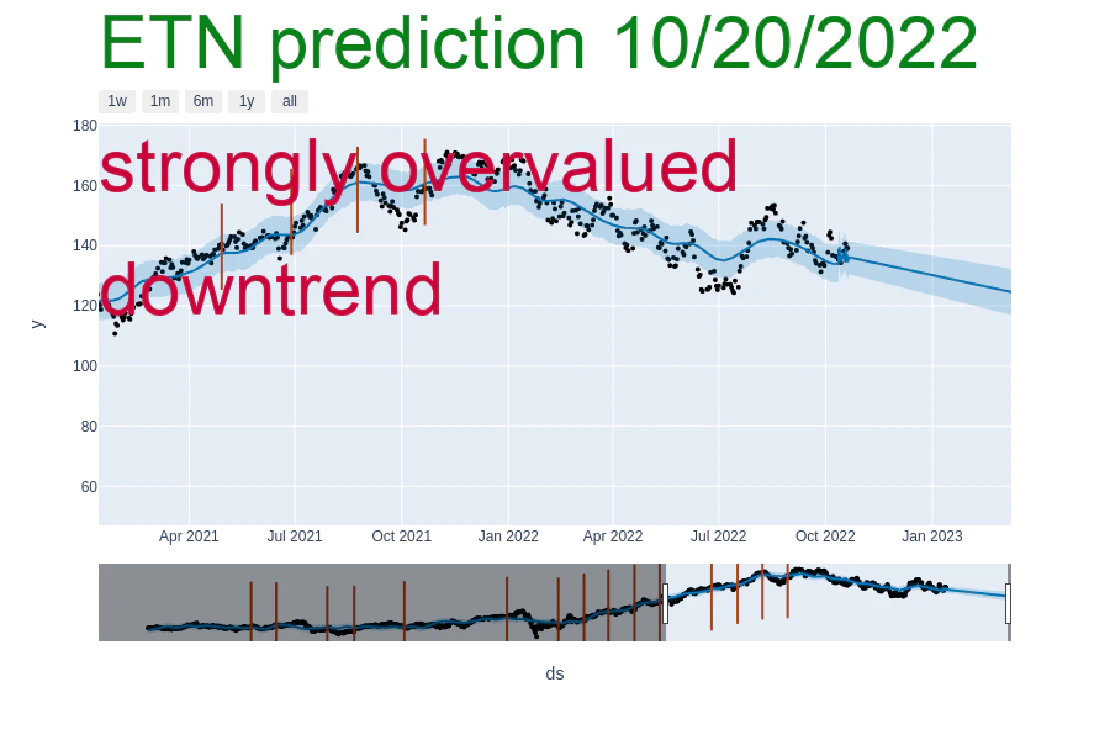 ETN prediction 10/20/2022
1w 1m 6m 1y all
180
strongly overvalued
160
140
downtrend
120
y
100
80
60
Apr 2021 Jul 2021 Oct 2021 Jan 2022 Apr 2022 Jul 2022 Oct 2022 Jan 2023
ds